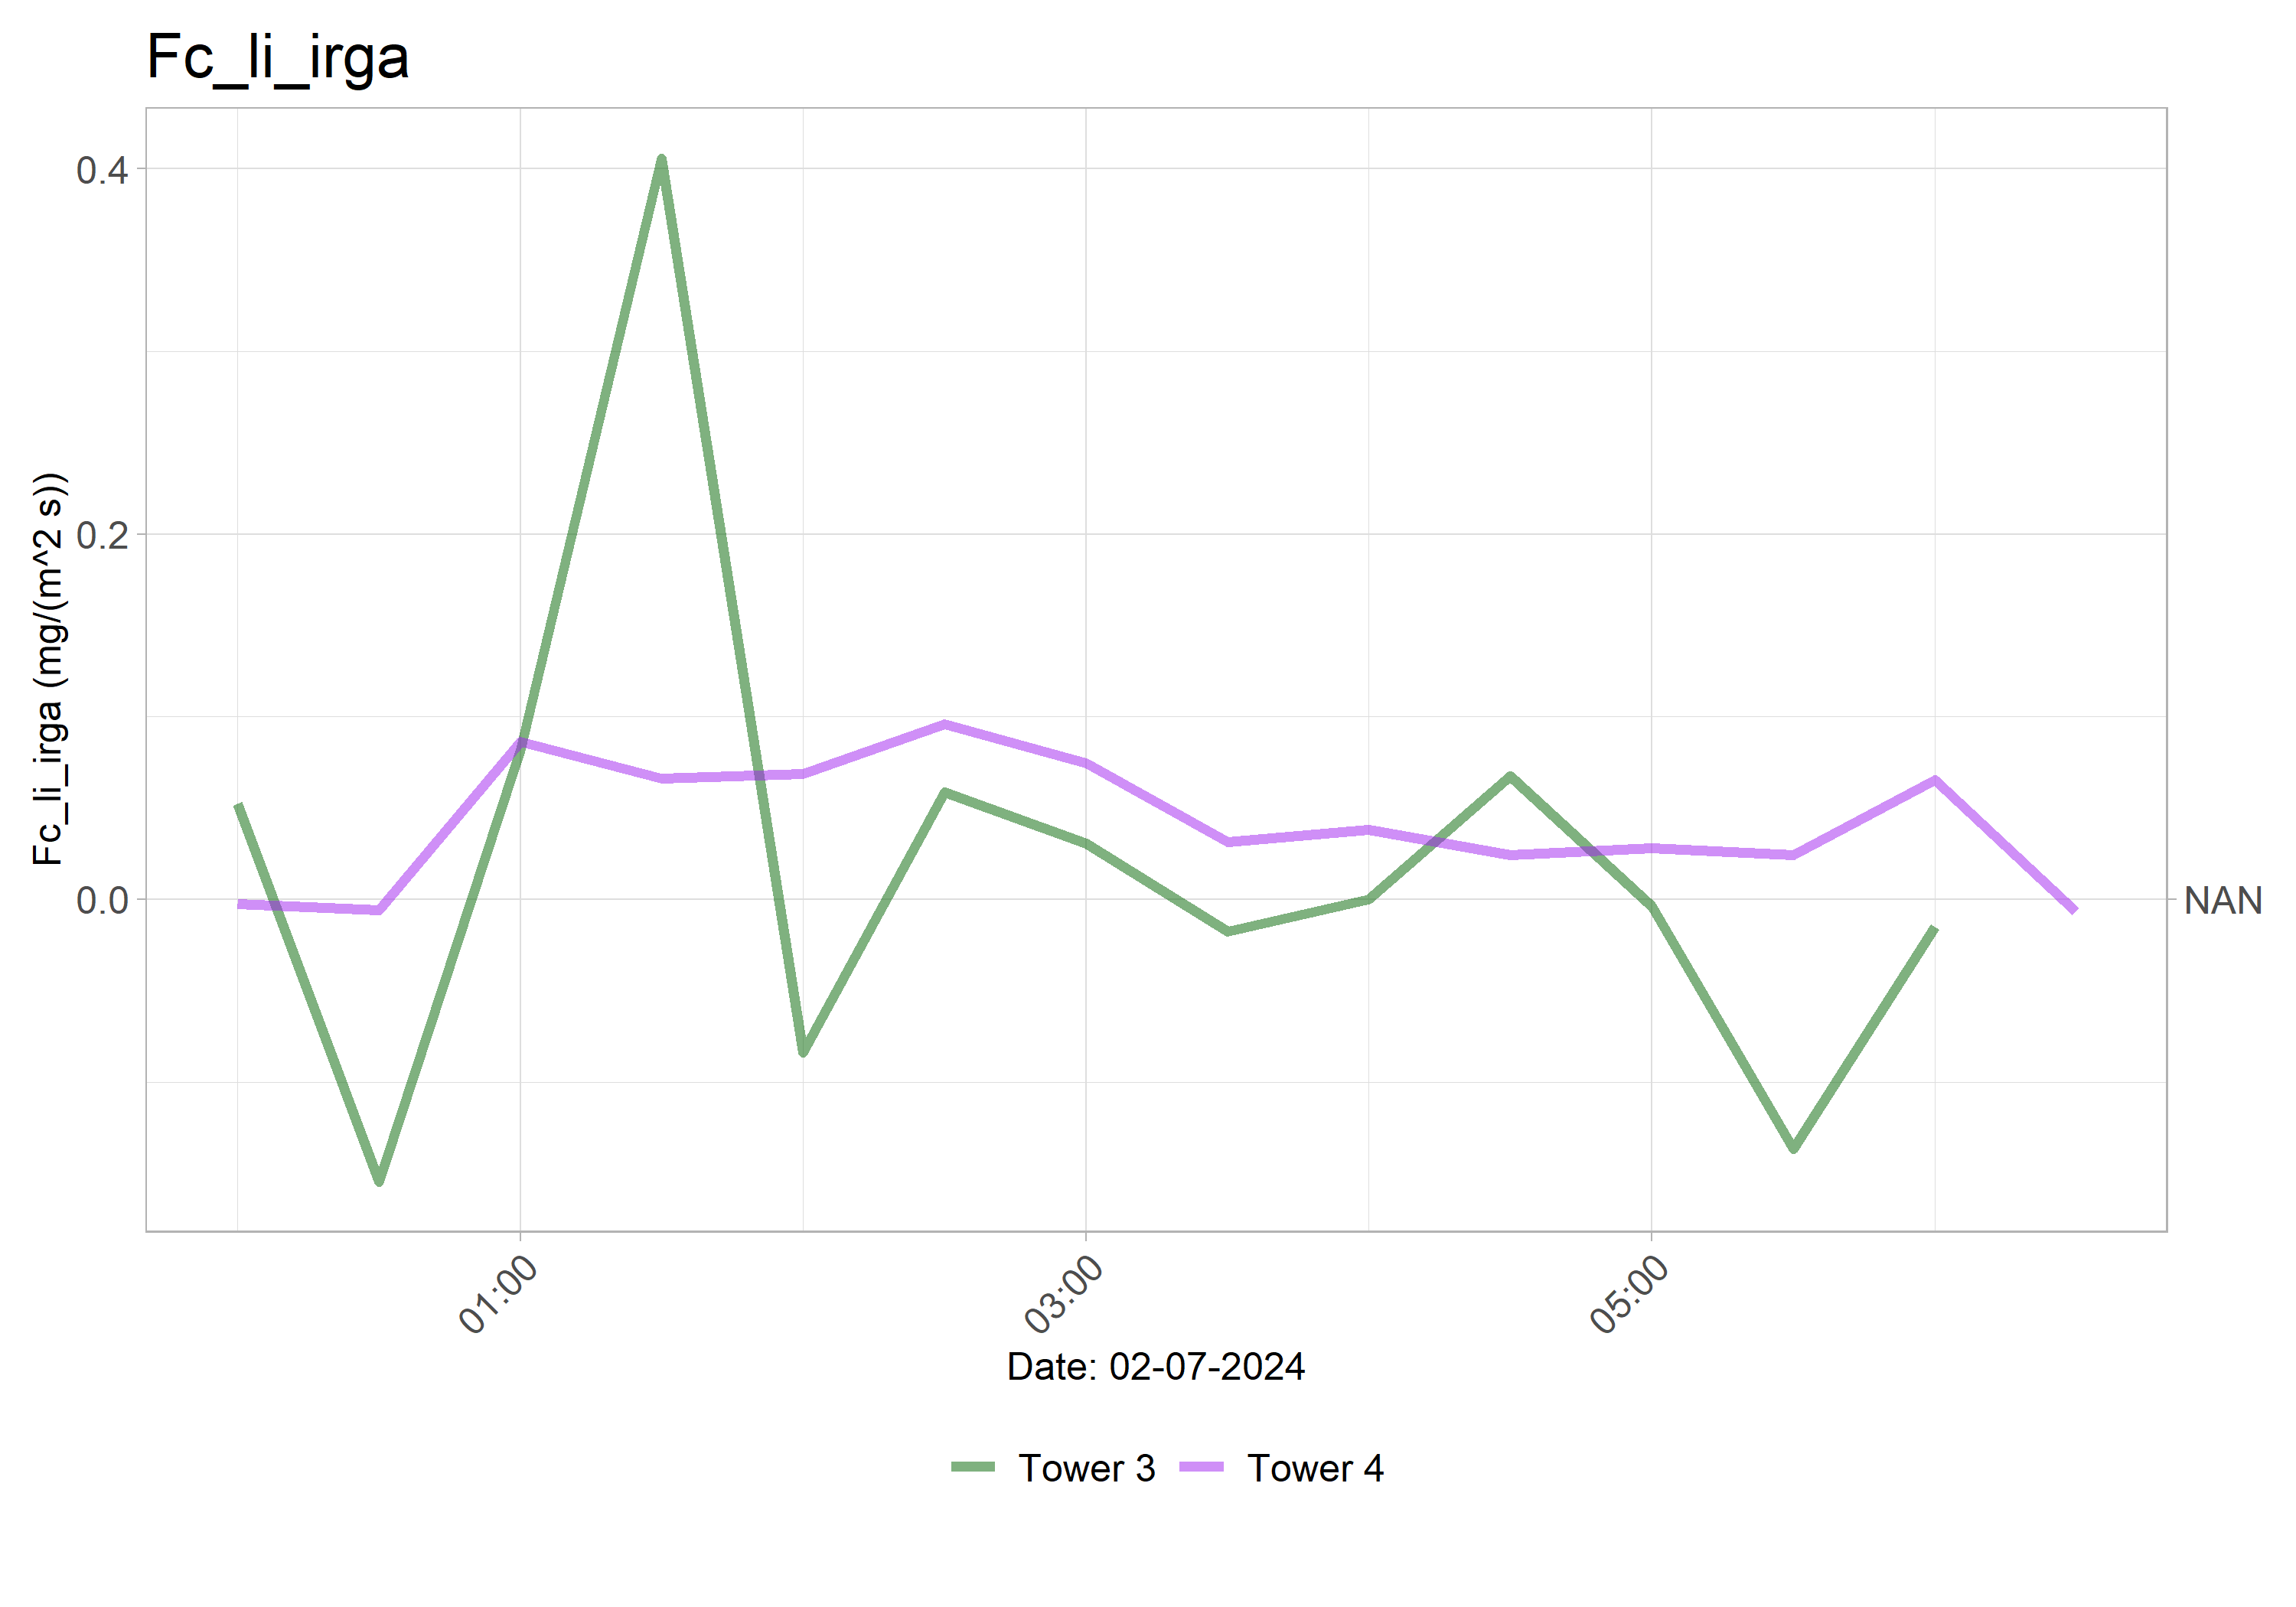 Fc_li_irga
Fc_li_irga (mg/(m^2 s))
0.4
0.2
0.0
NAN
01:00
03:00
05:00
Date: 02-07-2024
Tower 3
Tower 4